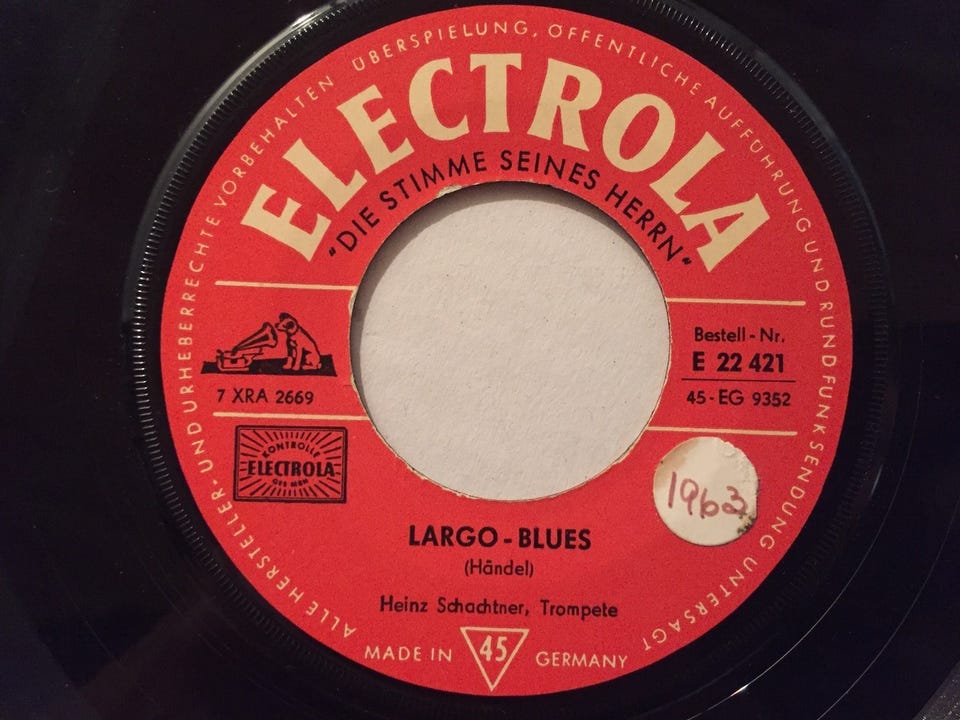 ALLE HERSTELLER- UND URHEBERRECHTE VORBEHALTEN ÜBERSPIELUNG, ÖFFENTLICHE AUFFÜHRUNG UND RUNDFUNKSENDUNG UNTERSAGT
ELECTROLA
"DIE STIMME SEINES HERRN"
7 XRA 2669
Bestell-Nr.
E 22 421
45-EG 9352
KONTROLLE
ELECTROLA
GES MBH
1963
LARGO - BLUES
(Händel)
Heinz Schachtner, Trompete
MADE IN 45 GERMANY